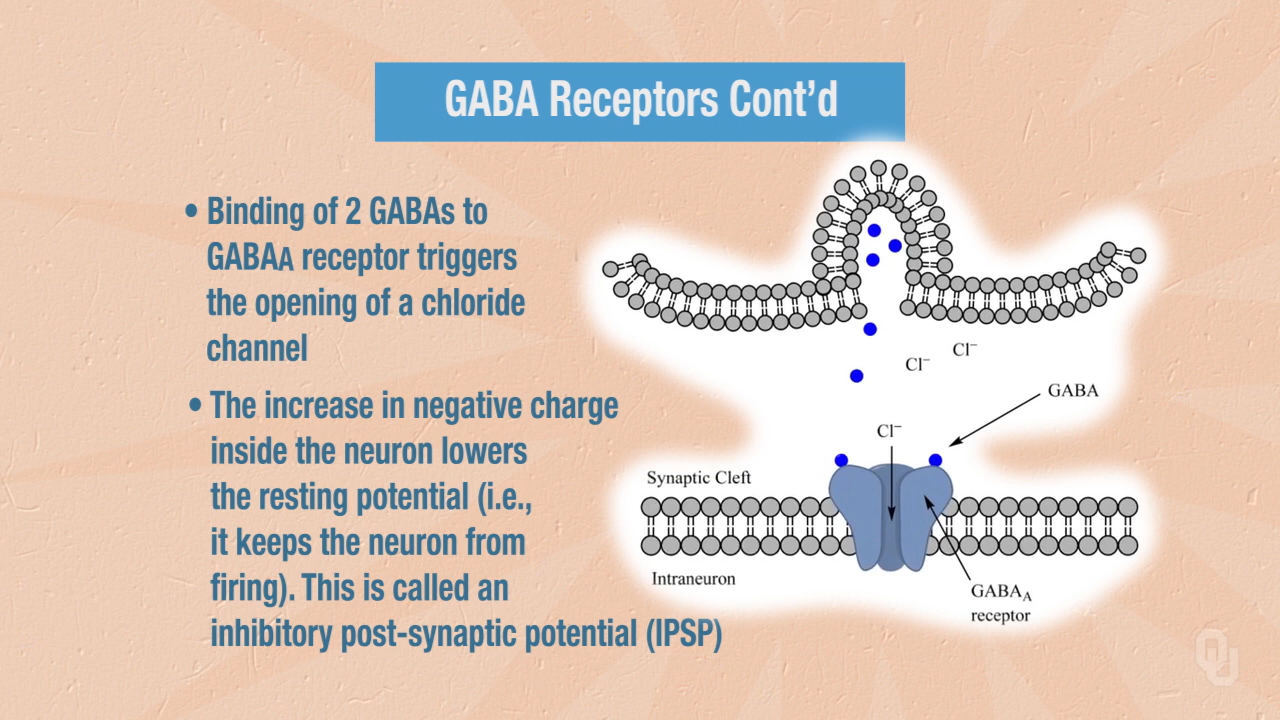 GABA Receptors Cont’d
• Binding of 2 GABAs to
GABAA receptor triggers
the opening of a chloride
channel
• The increase in negative charge
inside the neuron lowers
the resting potential (i.e.,
it keeps the neuron from
firing). This is called an
inhibitory post-synaptic potential (IPSP)
Cl⁻
Cl⁻
GABA
Cl⁻
Synaptic Cleft
Intraneuron
GABAA
receptor
OU